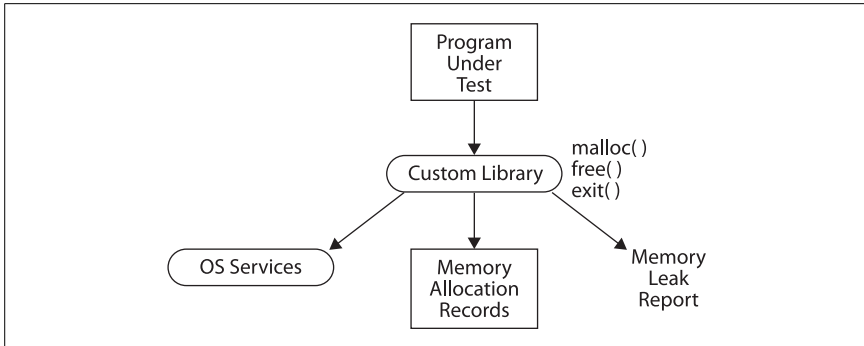 Program
Under
Test
malloc( )
free( )
exit( )
Custom Library
OS Services
Memory
Allocation
Records
Memory
Leak
Report